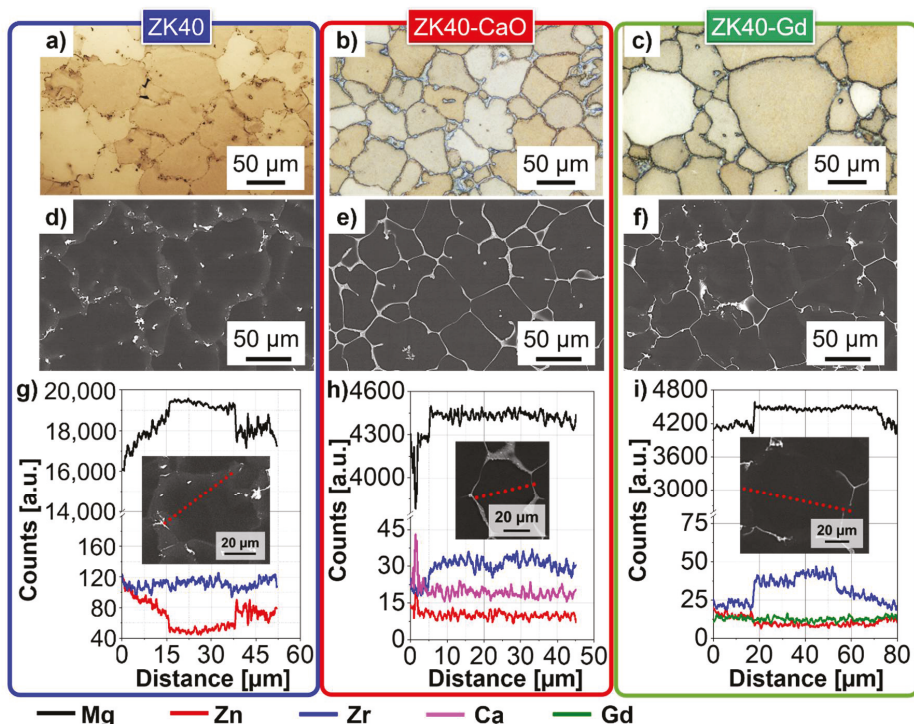 ZK40 ZK40-CaO ZK40-Gd
a) b) c)
50 µm 50 µm 50 µm
d) e) f)
50 µm 50 µm 50 µm
g) h) i)
Counts [a.u.]
20,000
18,000
16,000
14,000
160
120
80
40
20 µm
0 15 30 45 60
Distance [µm]
Counts [a.u.]
4600
4300
4000
45
30
15
0
20 µm
0 10 20 30 40 50
Distance [µm]
Counts [a.u.]
4800
4200
3600
3000
75
50
25
0
20 µm
0 20 40 60 80
Distance [µm]
Mg Zn Zr Ca Gd